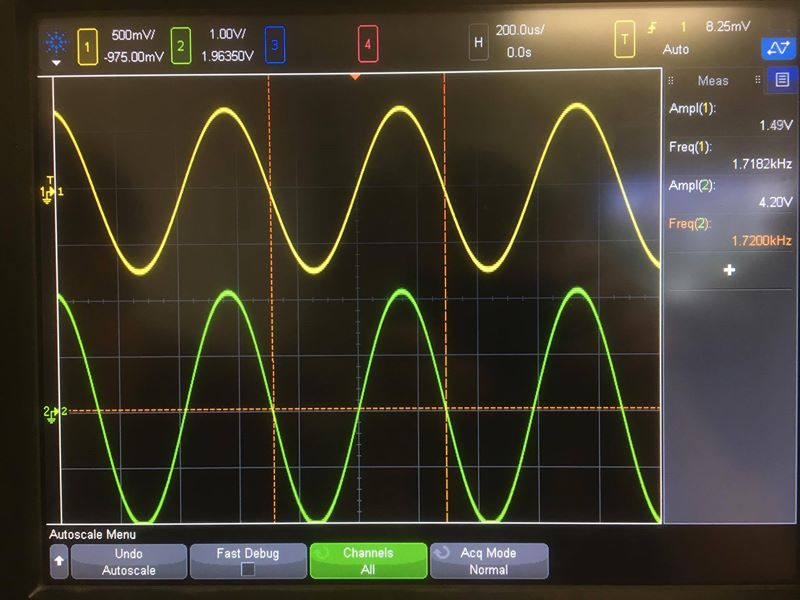 1
500mV/
-975.00mV
2
1.00V/
1.96350V
3
4
H
200.0us/
0.0s
T
1
8.25mV
Auto
Meas
Ampl(1):
1.49V
Freq(1):
1.7182kHz
Ampl(2):
4.20V
Freq(2):
1.7200kHz
T
1 1
2 2
Autoscale Menu
Undo
Autoscale
Fast Debug
Channels
All
Acq Mode
Normal